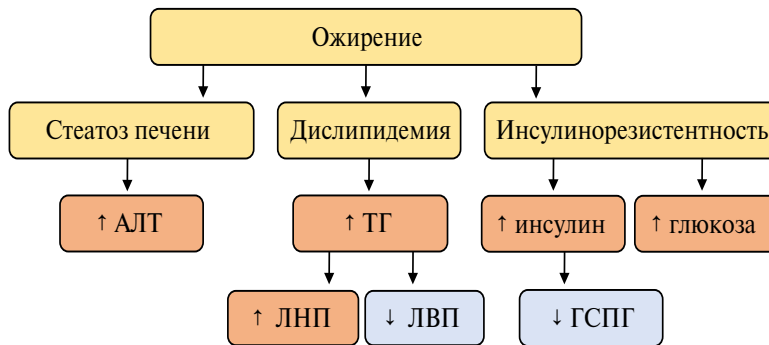 Ожирение
Стеатоз печени
Дислипидемия
Инсулинорезистентность
↑ АЛТ
↑ ТГ
↑ инсулин
↑ глюкоза
↑ ЛНП
↓ ЛВП
↓ ГСПГ